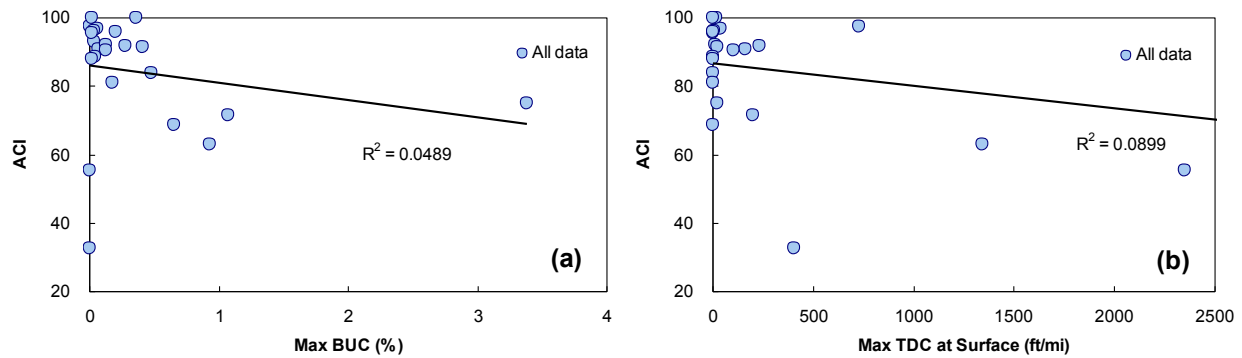 100
80
60
40
20
ACI
All data
R² = 0.0489
(a)
0 1 2 3 4
Max BUC (%)
100
80
60
40
20
ACI
All data
R² = 0.0899
(b)
0 500 1000 1500 2000 2500
Max TDC at Surface (ft/mi)